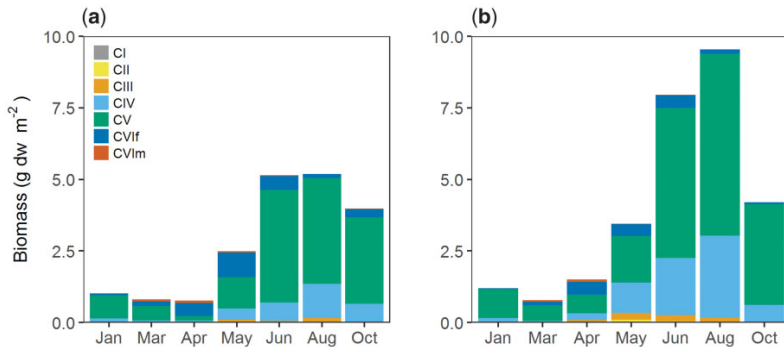 (a)
(b)
Biomass (g dw m-2)
10.0
7.5
5.0
2.5
0.0
CI
CII
CIII
CIV
CV
CVIf
CVIm
Jan Mar Apr May Jun Aug Oct
10.0
7.5
5.0
2.5
0.0
Jan Mar Apr May Jun Aug Oct